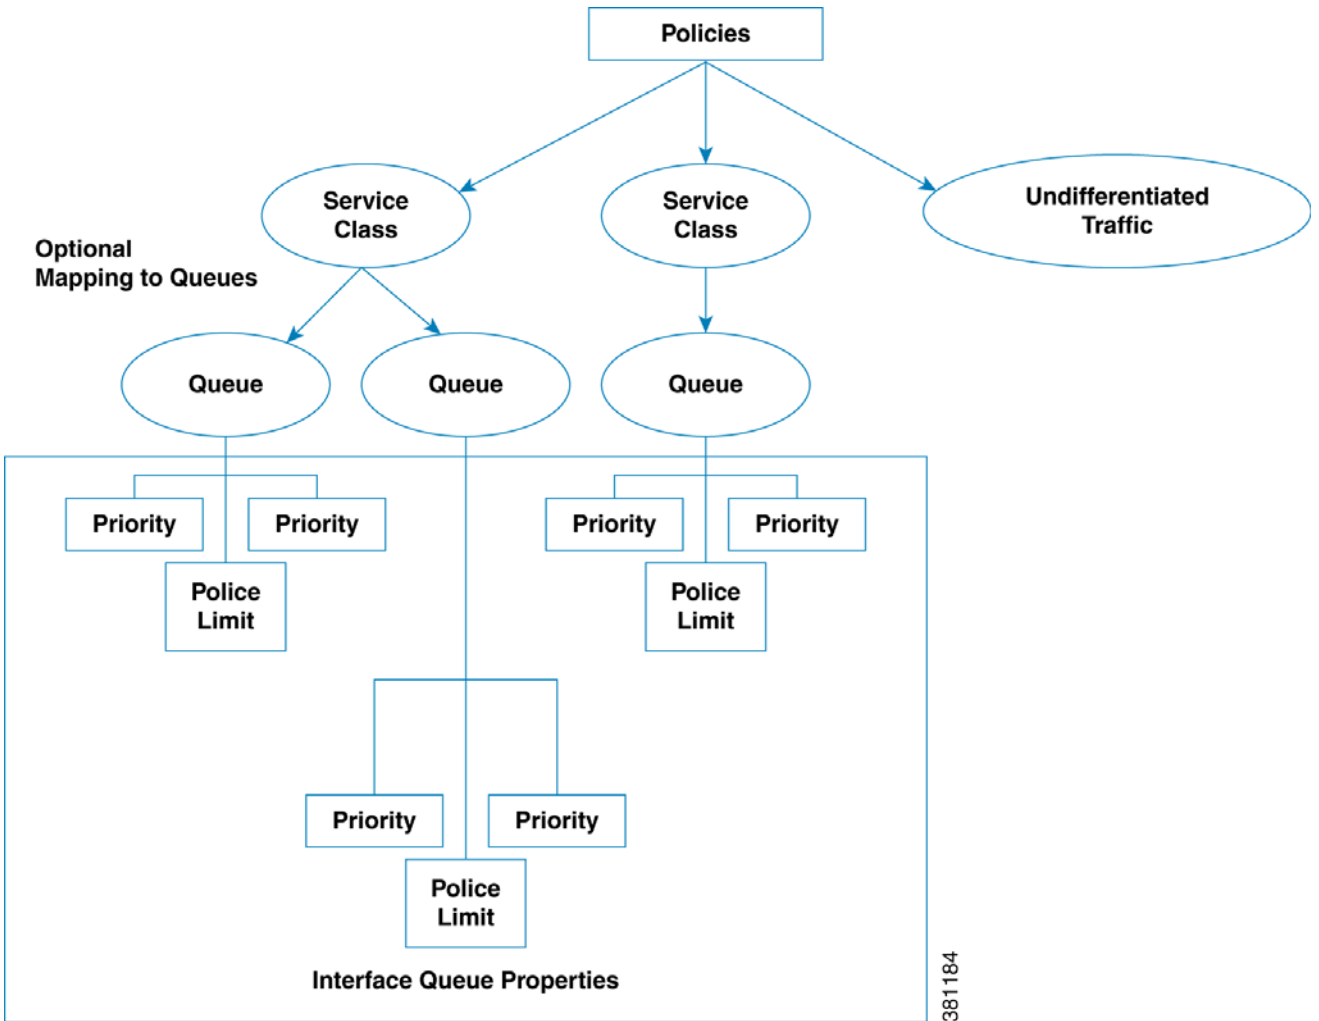 Policies
Service
Class
Service
Class
Undifferentiated
Traffic
Optional
Mapping to Queues
Queue
Queue
Queue
Priority
Priority
Priority
Priority
Police
Limit
Police
Limit
Priority
Priority
Police
Limit
Interface Queue Properties
381184